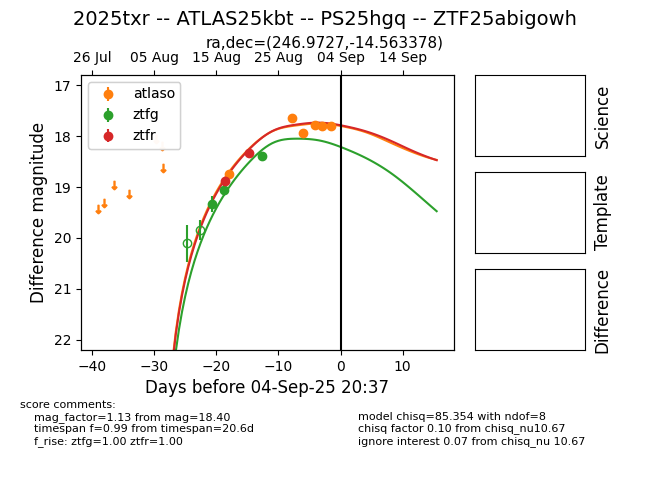 2025txr -- ATLAS25kbt -- PS25hgq -- ZTF25abigowh
ra,dec=(246.9727,-14.563378)
26 Jul 05 Aug 15 Aug 25 Aug 04 Sep 14 Sep
atlaso
ztfg
ztfr
17
18
19
20
21
22
Difference magnitude
−40 −30 −20 −10 0 10
Days before 04-Sep-25 20:37
Science
Template
Difference
score comments:
mag_factor=1.13 from mag=18.40
timespan f=0.99 from timespan=20.6d
f_rise: ztfg=1.00 ztfr=1.00
model chisq=85.354 with ndof=8
chisq factor 0.10 from chisq_nu10.67
ignore interest 0.07 from chisq_nu 10.67